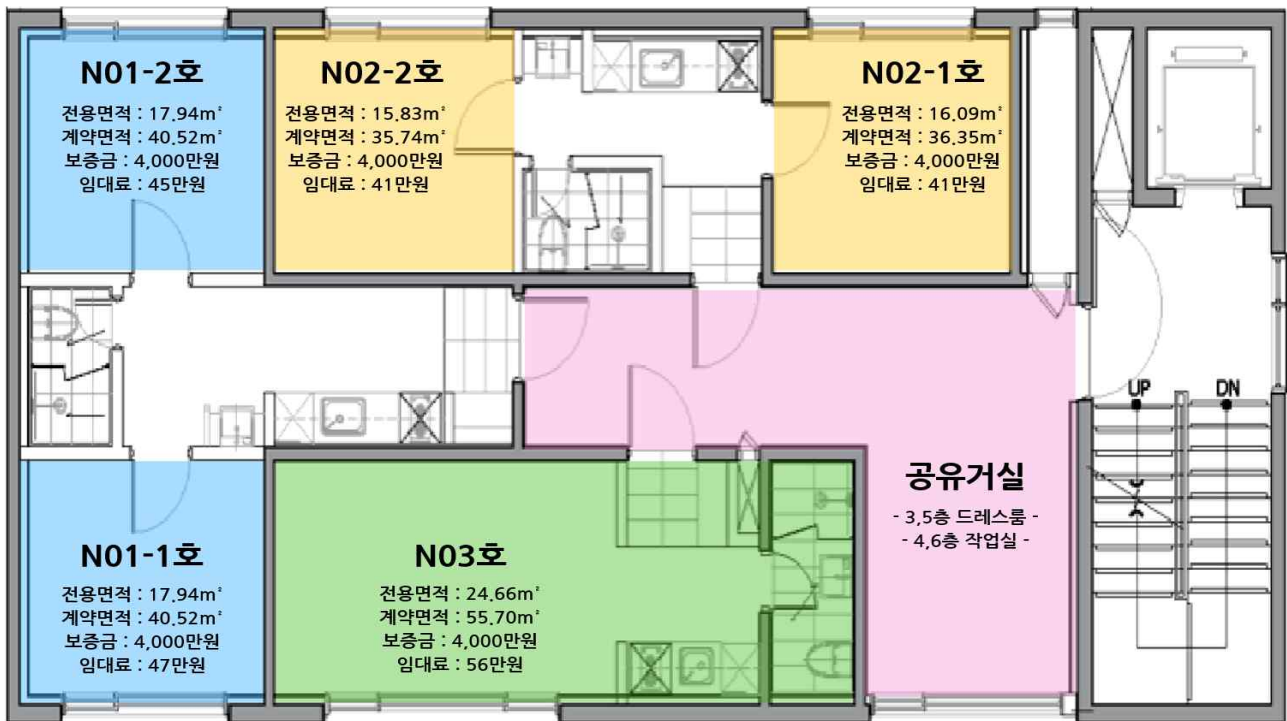 N01-2호
전용면적 : 17.94m²
계약면적 : 40.52m²
보증금 : 4,000만원
임대료 : 45만원
N02-2호
전용면적 : 15.83m²
계약면적 : 35.74m²
보증금 : 4,000만원
임대료 : 41만원
N02-1호
전용면적 : 16.09m²
계약면적 : 36.35m²
보증금 : 4,000만원
임대료 : 41만원
UP
DN
공유거실
- 3,5층 드레스룸 -
- 4,6층 작업실 -
N01-1호
전용면적 : 17.94m²
계약면적 : 40.52m²
보증금 : 4,000만원
임대료 : 47만원
N03호
전용면적 : 24.66m²
계약면적 : 55.70m²
보증금 : 4,000만원
임대료 : 56만원